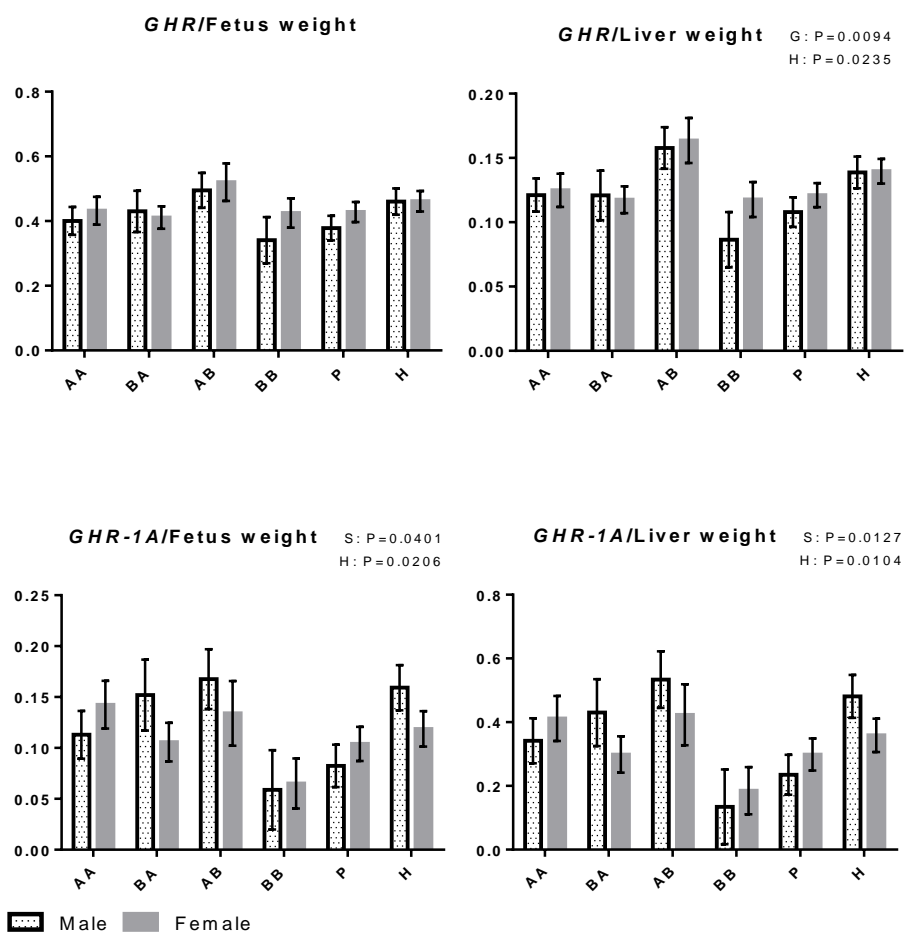 GHR/Fetus weight
0.8
0.6
0.4
0.2
0.0
AA BA AB BB P H
GHR/Liver weight
G: P=0.0094
H: P=0.0235
0.20
0.15
0.10
0.05
0.00
AA BA AB BB P H
GHR-1A/Fetus weight
S: P=0.0401
H: P=0.0206
0.25
0.20
0.15
0.10
0.05
0.00
AA BA AB BB P H
GHR-1A/Liver weight
S: P=0.0127
H: P=0.0104
0.8
0.6
0.4
0.2
0.0
AA BA AB BB P H
Male Female